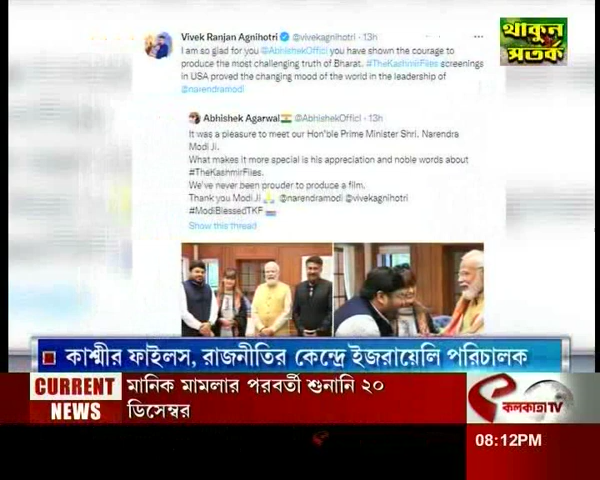 থাকুন
সতর্ক
Vivek Ranjan Agnihotri @vivekagnihotri · 13h
I am so glad for you @AbhishekOffici you have shown the courage to
produce the most challenging truth of Bharat. #TheKashmirFiles screenings
in USA proved the changing mood of the world in the leadership of
@narendramodi
Abhishek Agarwal @AbhishekOffici · 13h
It was a pleasure to meet our Hon'ble Prime Minister Shri. Narendra
Modi Ji.
What makes it more special is his appreciation and noble words about
#TheKashmirFiles.
We've never been prouder to produce a film.
Thank you Modi Ji @narendramodi @vivekagnihotri
#ModiBlessedTKF
Show this thread
কাশ্মীর ফাইলস, রাজনীতির কেন্দ্রে ইজরায়েলি পরিচালক
CURRENT
NEWS
মানিক মামলার পরবর্তী শুনানি ২০
ডিসেম্বর
কলকাতা TV
08:12PM